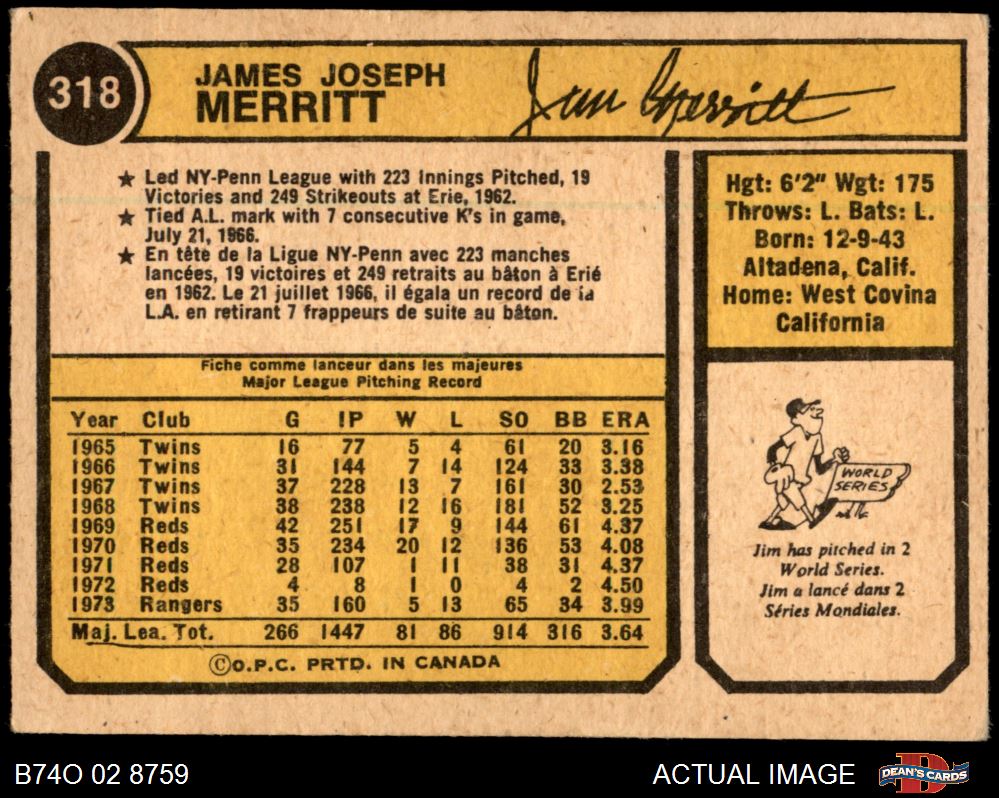 318
JAMES JOSEPH
MERRITT
Jim Merritt
★ Led NY-Penn League with 223 Innings Pitched, 19
Victories and 249 Strikeouts at Erie, 1962.
★ Tied A.L. mark with 7 consecutive K's in game,
July 21, 1966.
★ En tête de la Ligue NY-Penn avec 223 manches
lancées, 19 victoires et 249 retraits au bâton à Erié
en 1962. Le 21 juillet 1966, il égala un record de la
L.A. en retirant 7 frappeurs de suite au bâton.
Hgt: 6'2" Wgt: 175
Throws: L. Bats: L.
Born: 12-9-43
Altadena, Calif.
Home: West Covina
California
Fiche comme lanceur dans les majeures
Major League Pitching Record
Year Club G IP W L SO BB ERA
1965 Twins 16 77 5 4 61 20 3.16
1966 Twins 31 144 7 14 124 33 3.38
1967 Twins 37 228 13 7 161 30 2.53
1968 Twins 38 238 12 16 181 52 3.25
1969 Reds 42 251 17 9 144 61 4.37
1970 Reds 35 234 20 12 136 53 4.08
1971 Reds 28 107 1 11 38 31 4.37
1972 Reds 4 8 1 0 4 2 4.50
1973 Rangers 35 160 5 13 65 34 3.99
Maj. Lea. Tot. 266 1447 81 86 914 316 3.64
©O.P.C. PRTD. IN CANADA
WORLD
SERIES
Jim has pitched in 2
World Series.
Jim a lancé dans 2
Séries Mondiales.
B74O 02 8759
ACTUAL IMAGE
DEAN'S CARDS